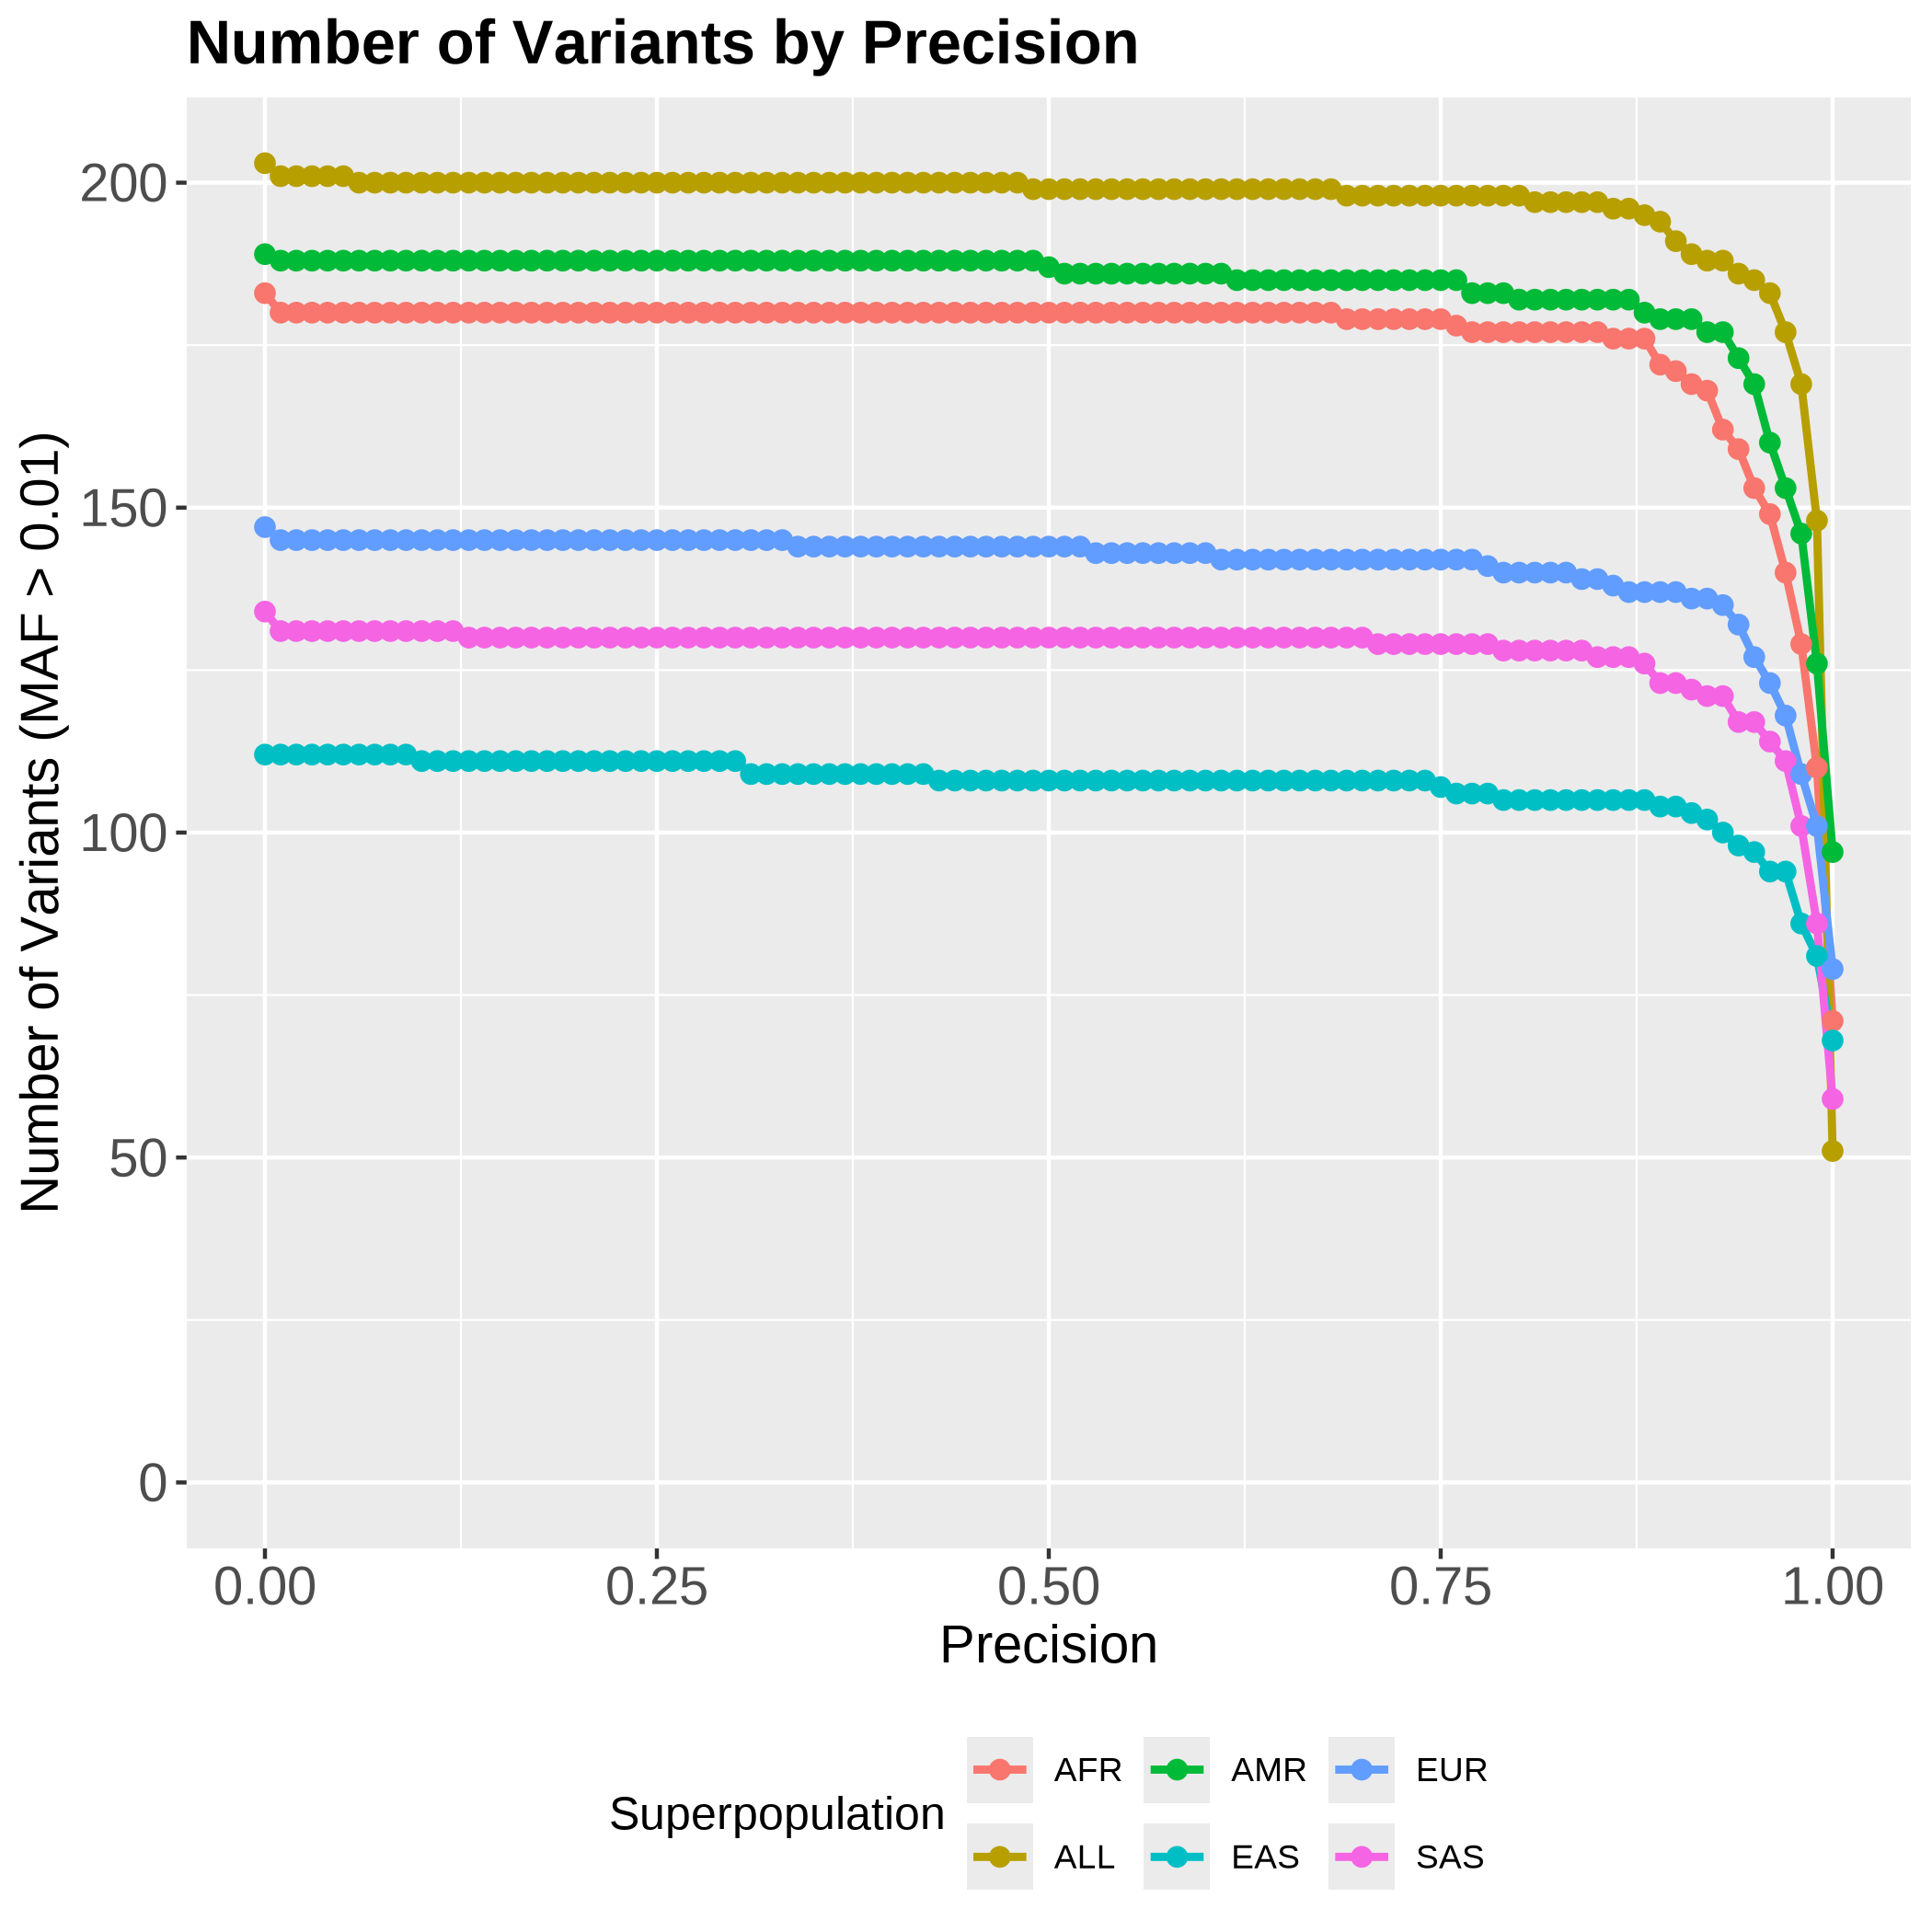 Number of Variants by Precision
Number of Variants (MAF > 0.01)
200
150
100
50
0
0.00 0.25 0.50 0.75 1.00
Precision
Superpopulation
AFR AMR EUR
ALL EAS SAS